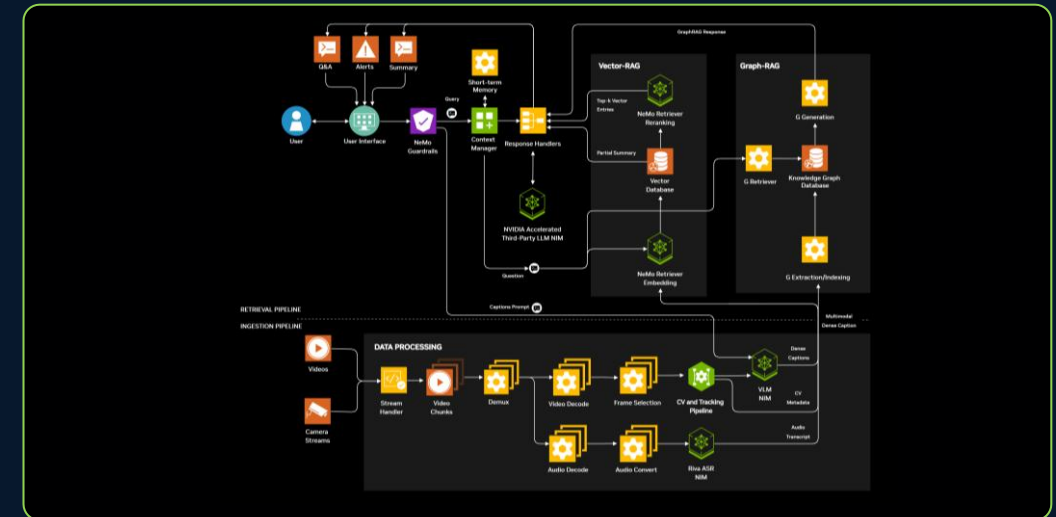 GraphRAG Response
Vector-RAG
Graph-RAG
Q&A
Alerts
Summary
Short-term
Memory
Query
Top-k Vector
Entries
NeMo Retriever
Reranking
G Generation
User
User Interface
NeMo
Guardrails
Context
Manager
Response Handlers
Partial Summary
Vector
Database
G Retriever
Knowledge Graph
Database
NVIDIA Accelerated
Third-Party LLM NIM
Question
NeMo Retriever
Embedding
G Extraction/Indexing
Captions Prompt
RETRIEVAL PIPELINE
INGESTION PIPELINE
Multimodal
Dense Caption
DATA PROCESSING
Videos
Dense
Captions
Stream
Handler
Video
Chunks
Demux
Video Decode
Frame Selection
CV and Tracking
Pipeline
VLM
NIM
CV
Metadata
Camera
Streams
Audio
Transcript
Audio Decode
Audio Convert
Riva ASR
NIM